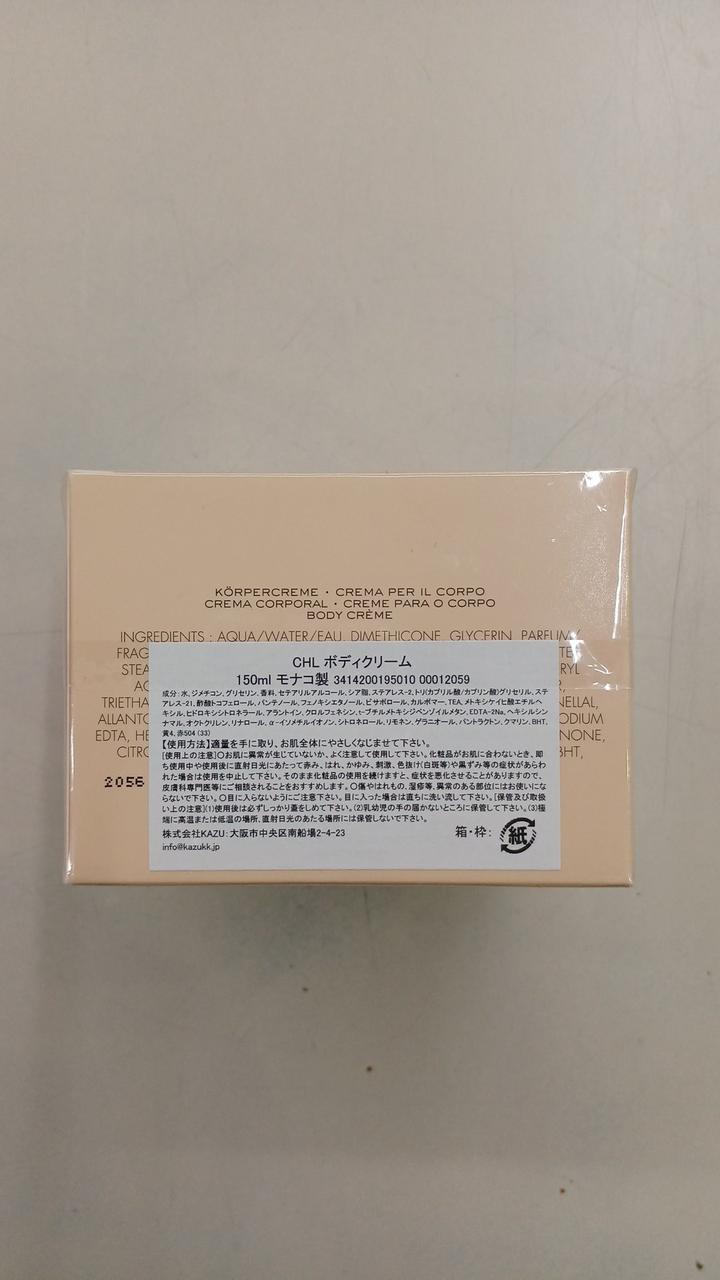 KÖRPERCREME · CREMA PER IL CORPO
CREMA CORPORAL · CREME PARA O CORPO
BODY CRÈME
INGREDIENTS : AQUA/WATER/EAU, DIMETHICONE, GLYCERIN, PARFUM/
FRAG
STEA
ARYL
TRIETHA
ALLANTO
SODIUM
EDTA, HE
NONE,
CITRO
BHT,
2056
CHL ボディクリーム
150ml モナコ製 3414200195010 00012059
成分:水、ジメチコン、グリセリン、香料、セテアリルアルコール、シア脂、ステアレス-2、トリ(カプリル酸/カプリン酸)グリセリル、ステ
アレス-21、酢酸トコフェロール、パンテノール、フェノキシエタノール、ビサボロール、カルボマー、TEA、メトキシケイヒ酸エチルヘ
キシル、ヒドロキシシトロネラール、アラントイン、クロルフェネシン、t-ブチルメトキシジベンゾイルメタン、EDTA-2Na、ヘキシルシン
ナマル、オクトクリレン、リナロール、α-イソメチルイオノン、シトロネロール、リモネン、ゲラニオール、パントラクトン、クマリン、BHT、
黄4、赤504 (33)
【使用方法】適量を手に取り、お肌全体にやさしくなじませて下さい。
[使用上の注意]○お肌に異常が生じていないか、よく注意して使用して下さい。化粧品がお肌に合わないとき、即
ち使用中や使用後に直射日光にあたって赤み、はれ、かゆみ、刺激、色抜け(白斑等)や黒ずみ等の症状があらわ
れた場合は使用を中止して下さい。そのまま化粧品の使用を続けますと、症状を悪化させることがありますので、
皮膚科専門医等にご相談されることをおすすめします。○傷やはれもの、湿疹等、異常のある部位にはお使いにな
らないで下さい。○目に入らないようにご注意下さい。目に入った場合は直ちに洗い流して下さい。[保管及び取扱
い上の注意](1)使用後は必ずしっかり蓋をしめて下さい。(2)乳幼児の手の届かないところに保管して下さい。(3)極
端に高温または低温の場所、直射日光のあたる場所には保管しないで下さい。
株式会社KAZU:大阪市中央区南船場2-4-23
箱・枠: 紙
info@kazukk.jp